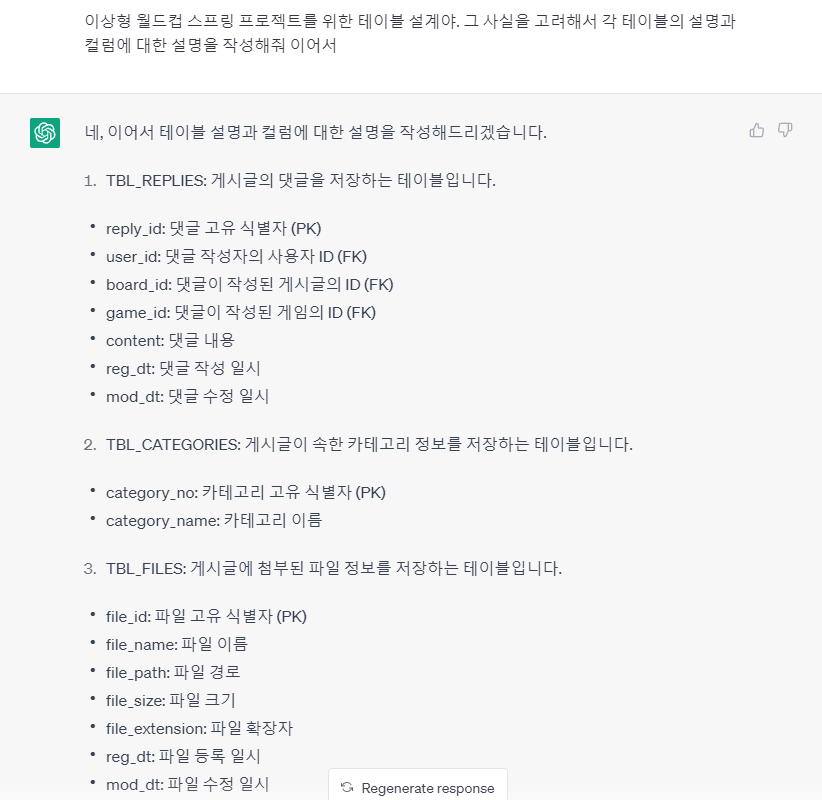 이상형 월드컵 스프링 프로젝트를 위한 테이블 설계야. 그 사실을 고려해서 각 테이블의 설명과
컬럼에 대한 설명을 작성해줘 이어서
네, 이어서 테이블 설명과 컬럼에 대한 설명을 작성해드리겠습니다.
1. TBL_REPLIES: 게시글의 댓글을 저장하는 테이블입니다.
• reply_id: 댓글 고유 식별자 (PK)
• user_id: 댓글 작성자의 사용자 ID (FK)
• board_id: 댓글이 작성된 게시글의 ID (FK)
• game_id: 댓글이 작성된 게임의 ID (FK)
• content: 댓글 내용
• reg_dt: 댓글 작성 일시
• mod_dt: 댓글 수정 일시
2. TBL_CATEGORIES: 게시글이 속한 카테고리 정보를 저장하는 테이블입니다.
• category_no: 카테고리 고유 식별자 (PK)
• category_name: 카테고리 이름
3. TBL_FILES: 게시글에 첨부된 파일 정보를 저장하는 테이블입니다.
• file_id: 파일 고유 식별자 (PK)
• file_name: 파일 이름
• file_path: 파일 경로
• file_size: 파일 크기
• file_extension: 파일 확장자
• reg_dt: 파일 등록 일시
• mod_dt: 파일 수정 일시
Regenerate response